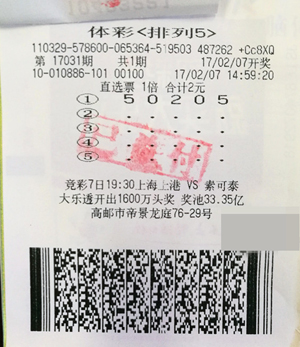 体彩<排列5>
110329-578600-065364-519503 487262 +Cc8XQ
第 17031期 共1期 17/02/07开奖
10-010886-101 00100 17/02/07 14:59:20
直选票 1倍 合计2元
① 5 0 2 0 5
② - - - - -
③ - - - - -
④ - - - - -
⑤ - - - - -
已兑付
竞彩7日19:30上海上港 VS 素可泰
大乐透开出1600万头奖 奖池33.35亿
高邮市帝景龙庭76-29号